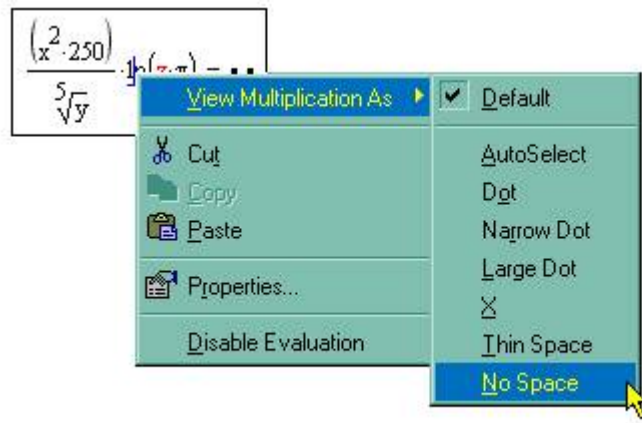 (x²·250)
⁵√y
·ln(z·π) =
View Multiplication As
Cut
Copy
Paste
Properties...
Disable Evaluation
Default
AutoSelect
Dot
Narrow Dot
Large Dot
X
Thin Space
No Space